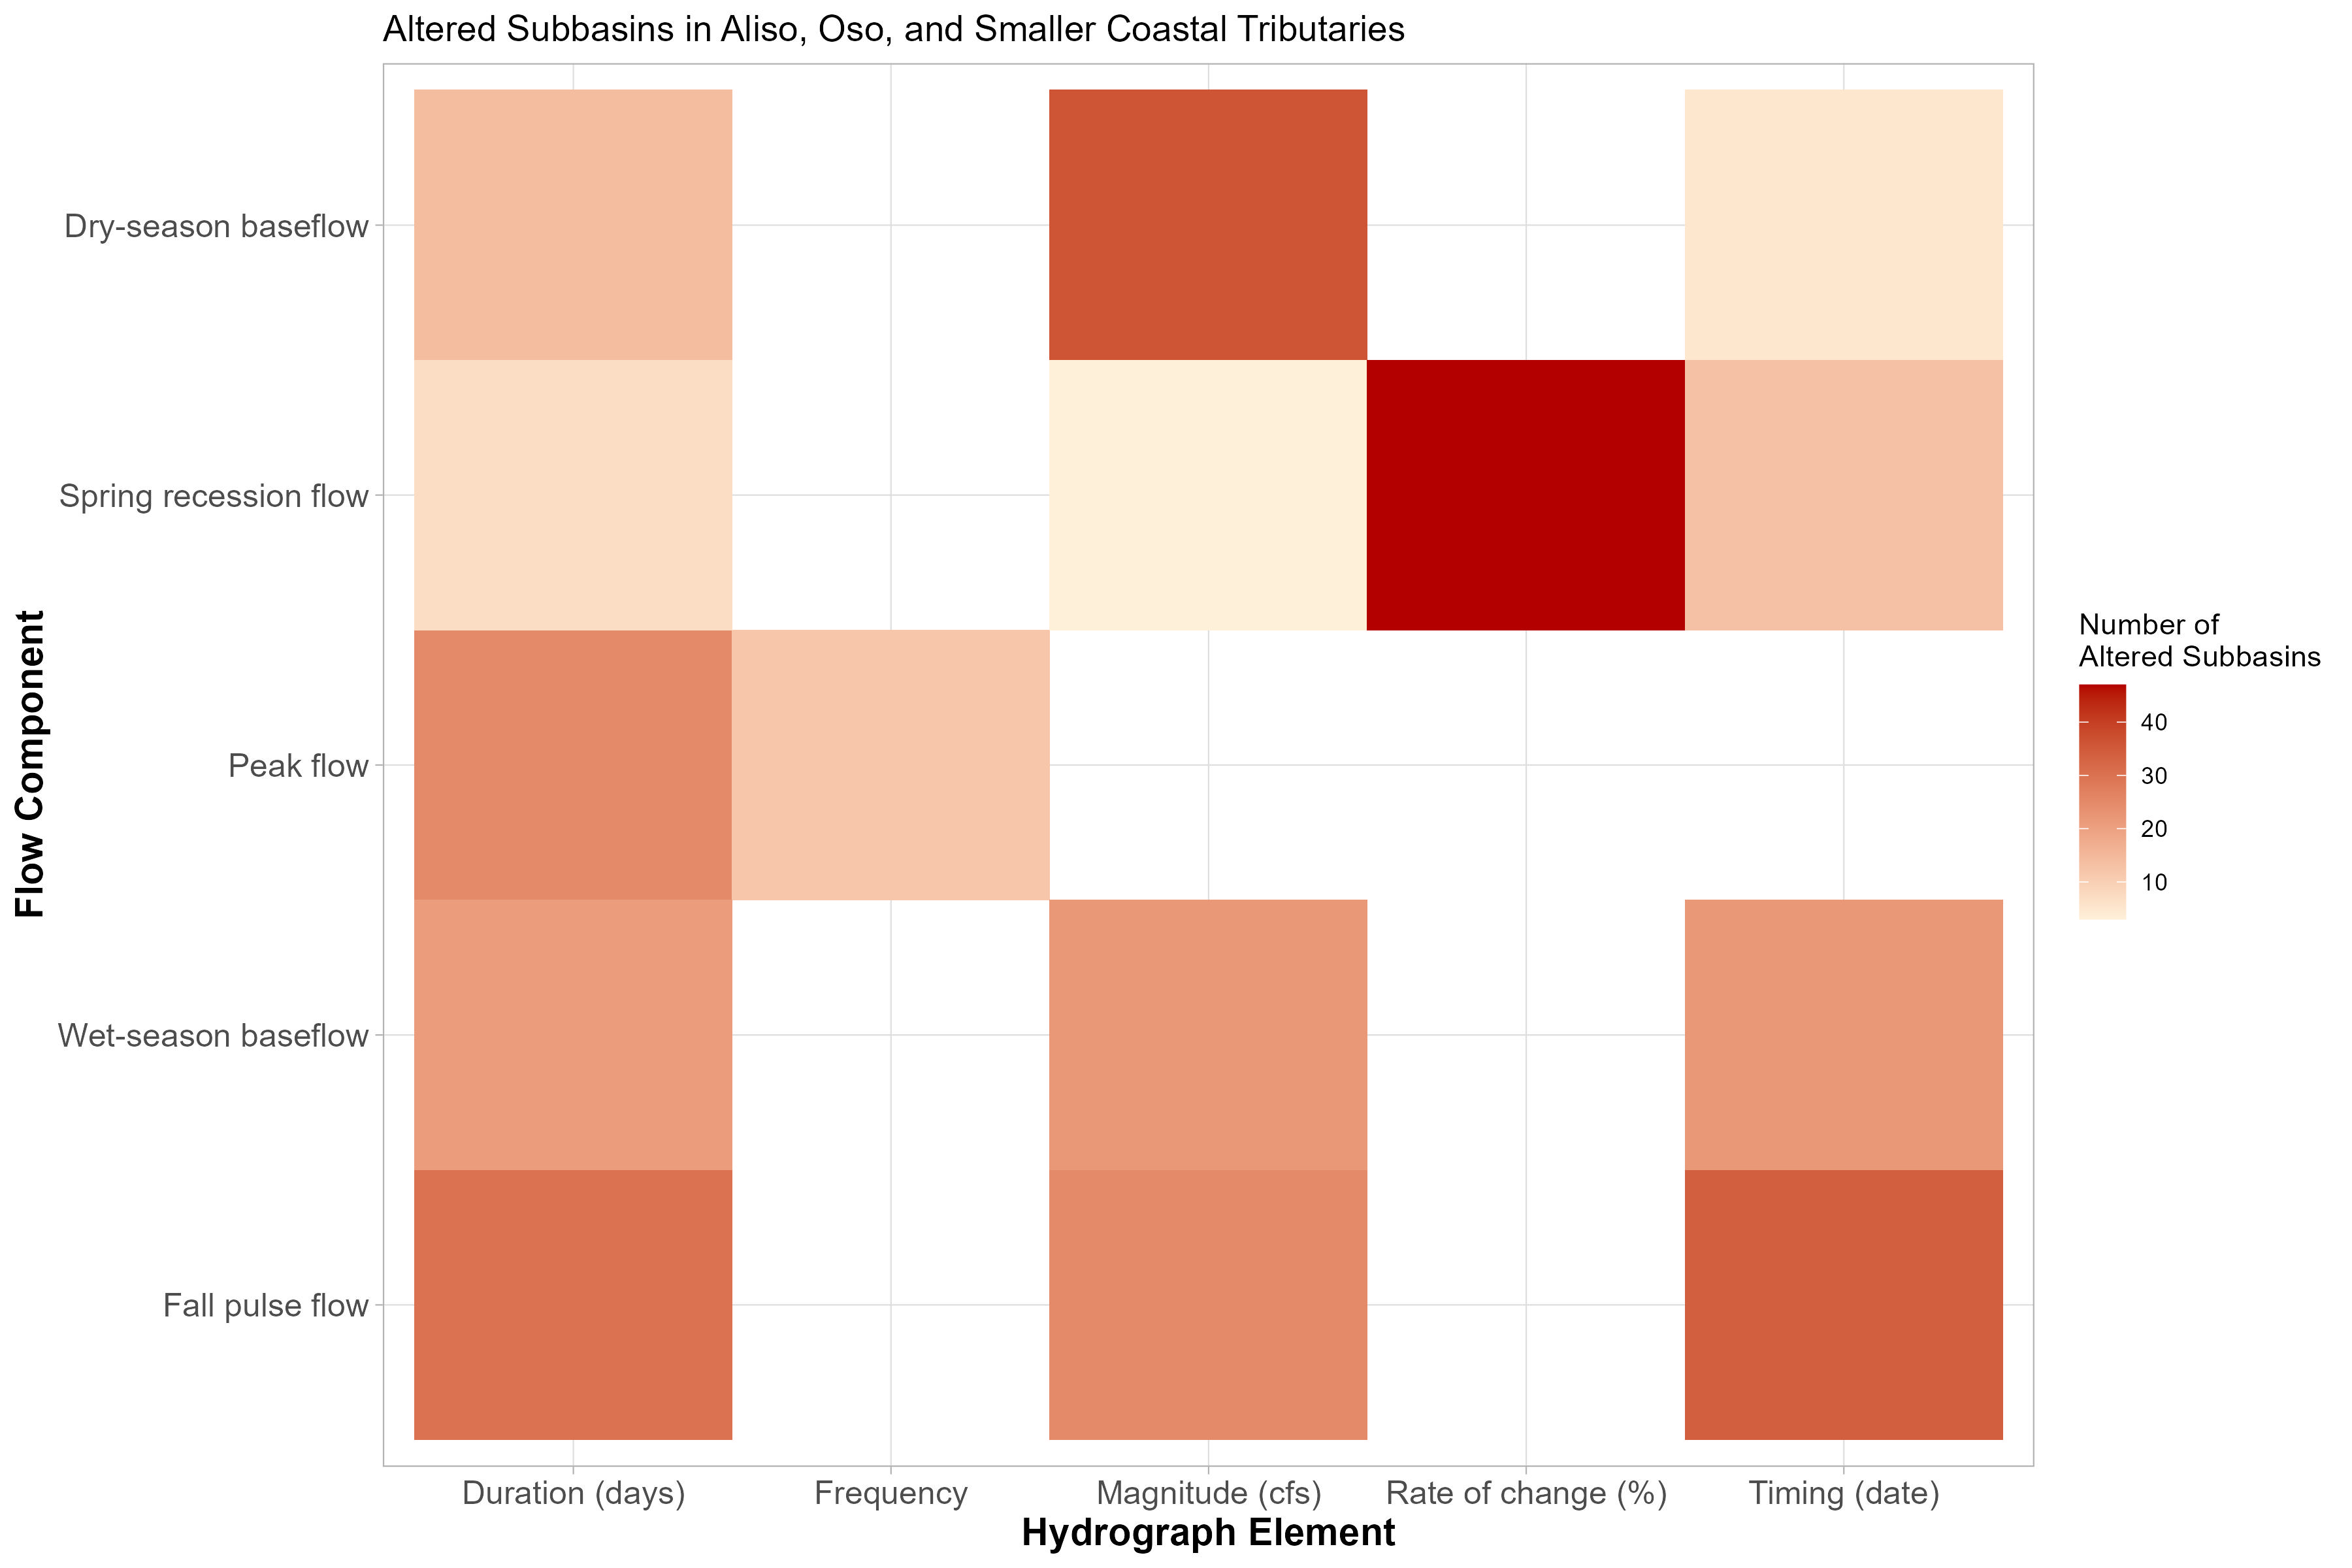 Altered Subbasins in Aliso, Oso, and Smaller Coastal Tributaries
Flow Component
Dry-season baseflow
Spring recession flow
Peak flow
Wet-season baseflow
Fall pulse flow
Duration (days)
Frequency
Magnitude (cfs)
Rate of change (%)
Timing (date)
Hydrograph Element
Number of
Altered Subbasins
40
30
20
10